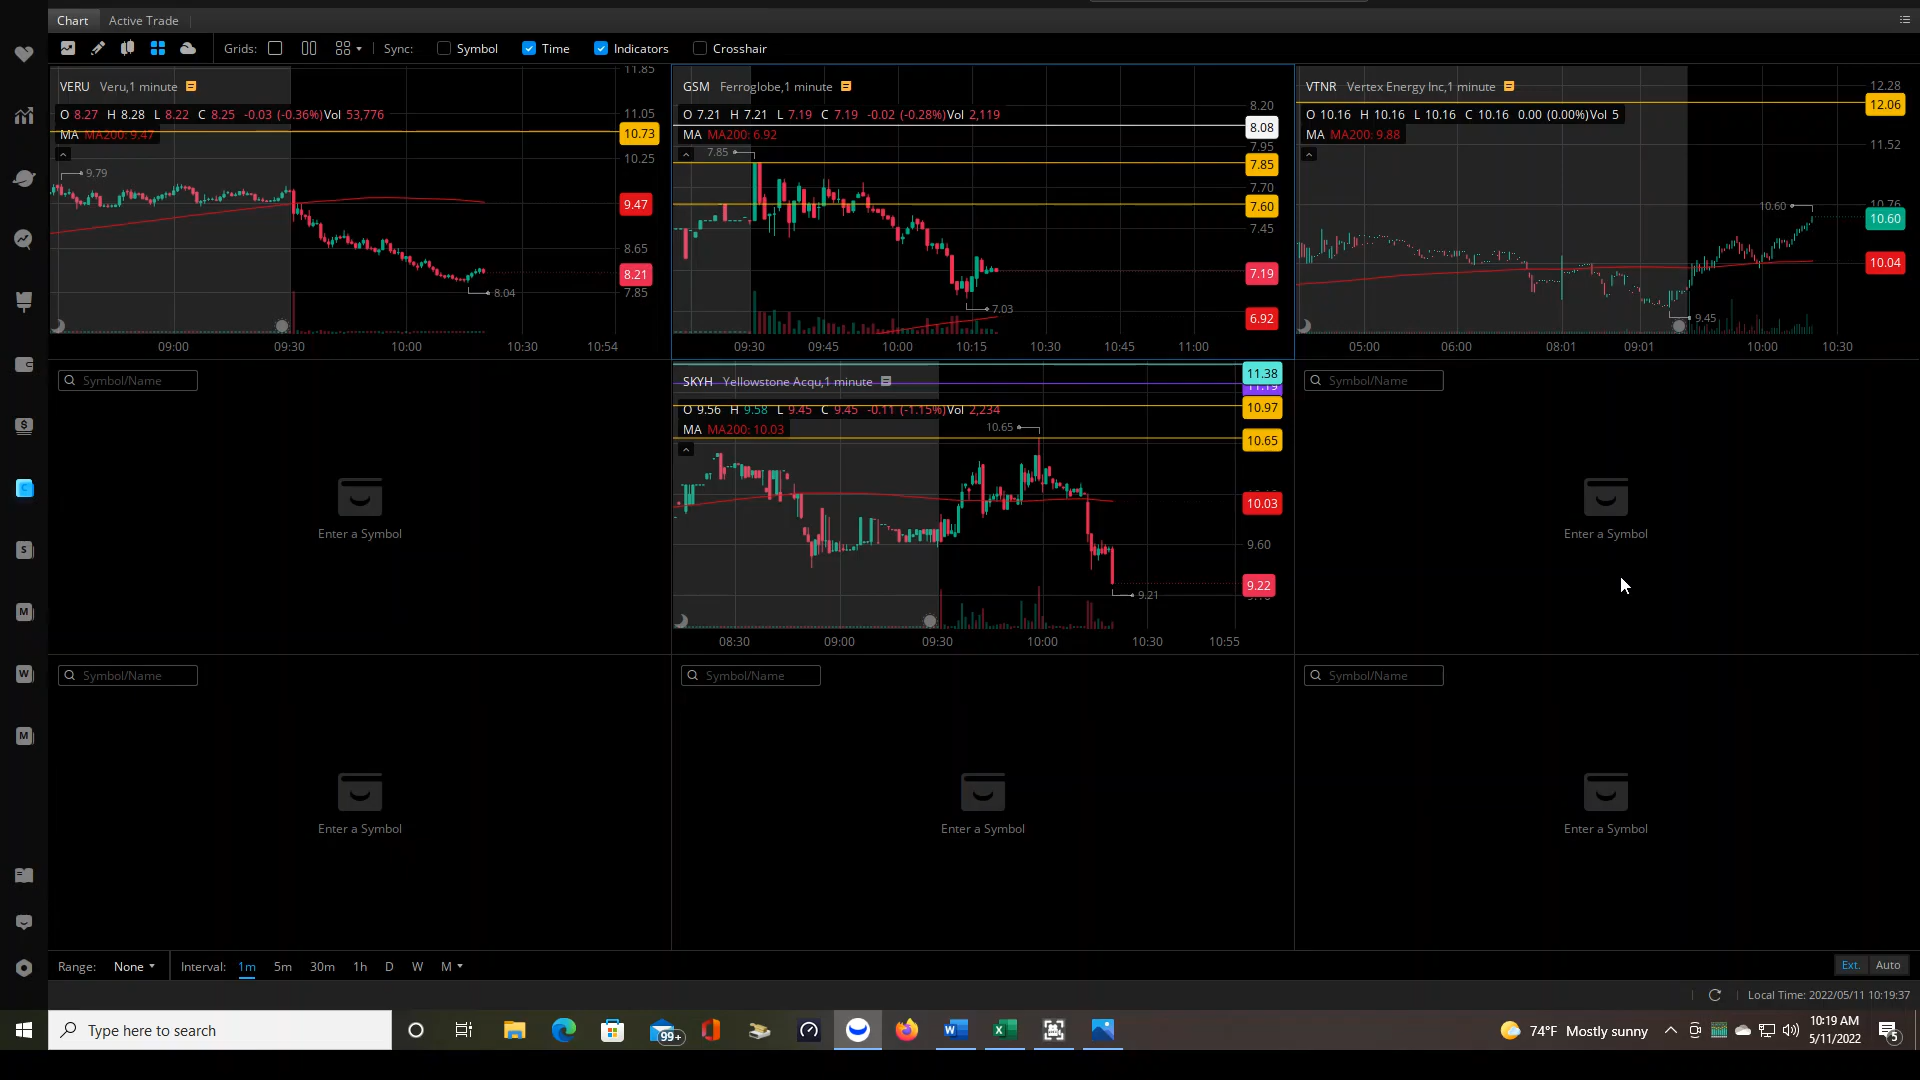 Chart Active Trade
Grids: Sync: Symbol Time Indicators Crosshair
VERU Veru,1 minute
O 8.27 H 8.28 L 8.22 C 8.25 -0.03 (-0.36%)Vol 53,776
MA MA200: 9.47
9.79
8.04
11.85
11.05
10.73
10.25
9.47
8.65
8.21
7.85
09:00 09:30 10:00 10:30 10:54
GSM Ferroglobe,1 minute
O 7.21 H 7.21 L 7.19 C 7.19 -0.02 (-0.28%)Vol 2,119
MA MA200: 6.92
7.85
7.03
8.20
8.08
7.95
7.85
7.70
7.60
7.45
7.19
6.92
09:30 09:45 10:00 10:15 10:30 10:45 11:00
VTNR Vertex Energy Inc,1 minute
O 10.16 H 10.16 L 10.16 C 10.16 0.00 (0.00%)Vol 5
MA MA200: 9.88
10.60
9.45
12.28
12.06
11.52
10.76
10.60
10.04
05:00 06:00 08:01 09:01 10:00 10:30
Symbol/Name
Enter a Symbol
SKYH Yellowstone Acqu,1 minute
O 9.56 H 9.58 L 9.45 C 9.45 -0.11 (-1.15%)Vol 2,234
MA MA200: 10.03
10.65
9.21
11.38
10.97
10.65
10.03
9.60
9.22
08:30 09:00 09:30 10:00 10:30 10:55
Symbol/Name
Enter a Symbol
Symbol/Name
Enter a Symbol
Symbol/Name
Enter a Symbol
Symbol/Name
Enter a Symbol
Range: None Interval: 1m 5m 30m 1h D W M
Ext. Auto
Local Time: 2022/05/11 10:19:37
$
S
M
W
M
Type here to search
99+
74°F Mostly sunny
10:19 AM
5/11/2022
5